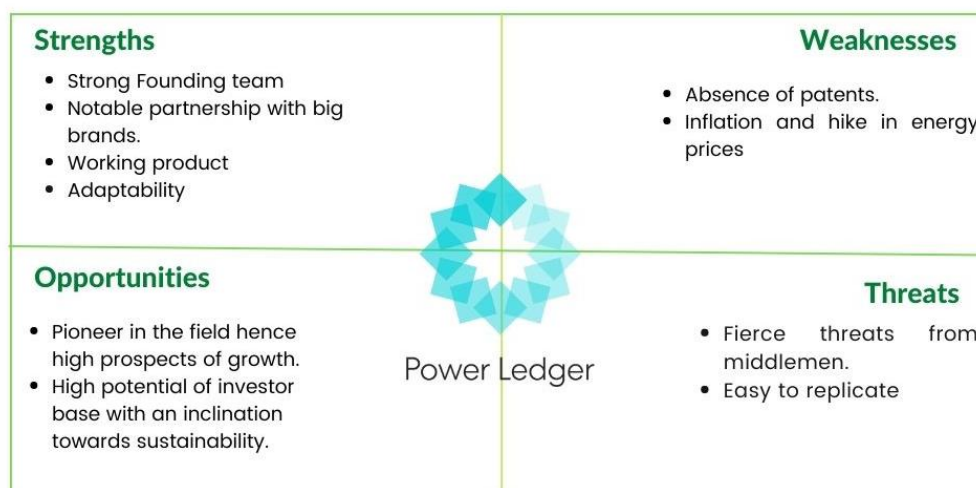 Strengths
• Strong Founding team
• Notable partnership with big
brands.
• Working product
• Adaptability
Weaknesses
• Absence of patents.
• Inflation and hike in energy
prices
Opportunities
• Pioneer in the field hence
high prospects of growth.
• High potential of investor
base with an inclination
towards sustainability.
Threats
• Fierce threats from
middlemen.
• Easy to replicate
Power Ledger